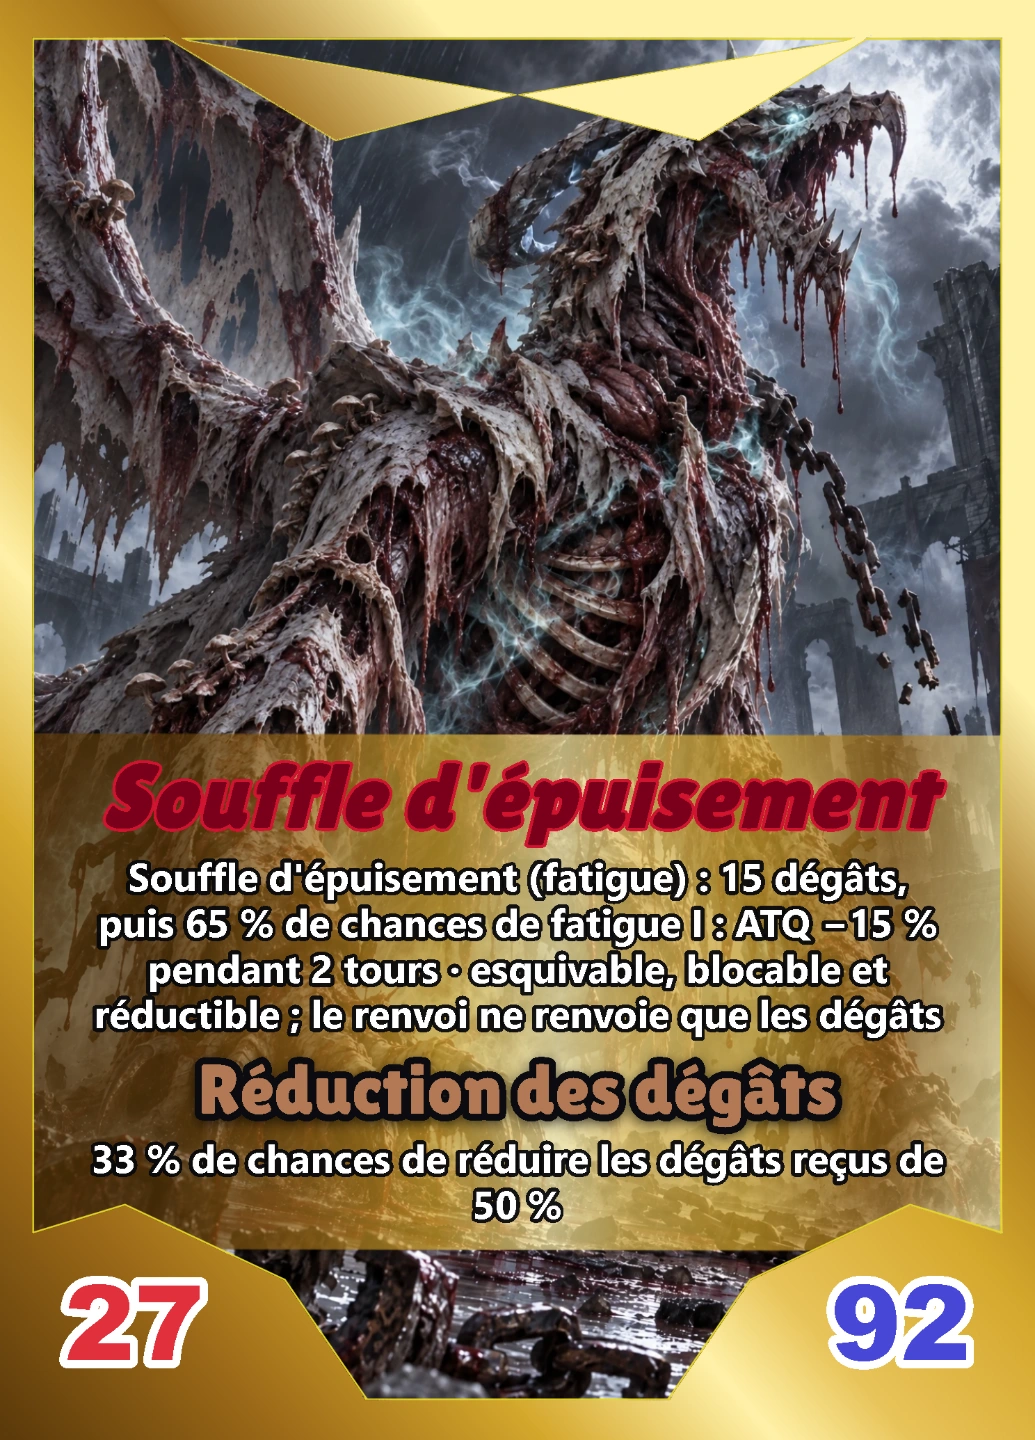 Souffle d'épuisement
Souffle d'épuisement (fatigue) : 15 dégâts,
puis 65 % de chances de fatigue I : ATQ −15 %
pendant 2 tours • esquivable, blocable et
réductible ; le renvoi ne renvoie que les dégâts
Réduction des dégâts
33 % de chances de réduire les dégâts reçus de
50 %
27
92